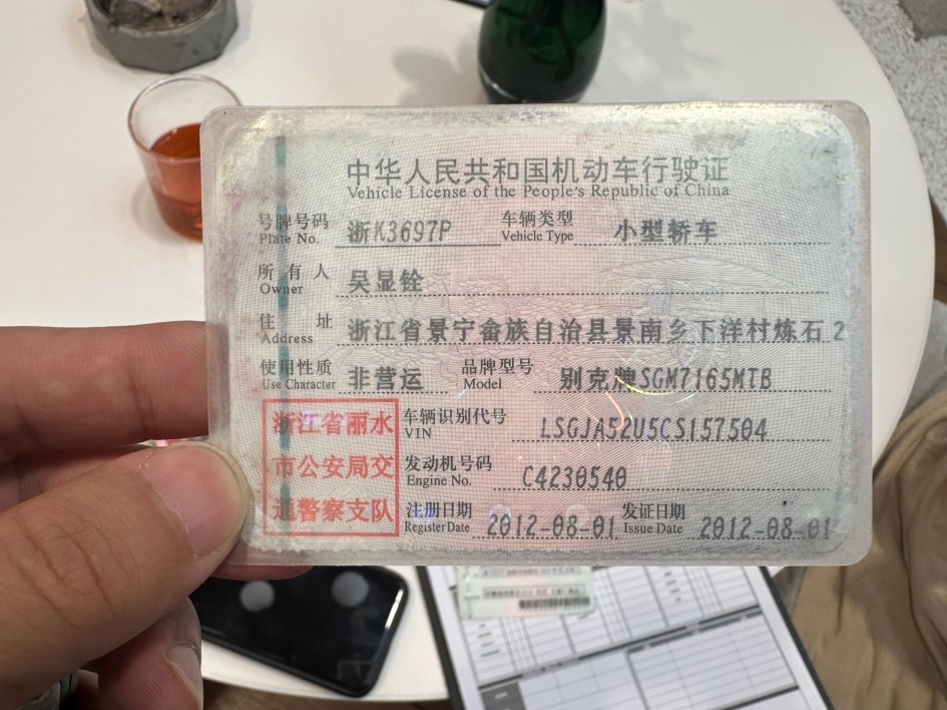 中华人民共和国机动车行驶证
Vehicle License of the People's Republic of China
号牌号码 浙K3697P 车辆类型 小型轿车
Plate No. Vehicle Type
所有人 吴显铨
Owner
住址 浙江省景宁畲族自治县景南乡下洋村炼石2
Address
使用性质 非营运 品牌型号 别克牌SGM7165MTB
Use Character Model
浙江省丽水
市公安局交
通警察支队
车辆识别代号 LSGJA52U5CS157504
VIN
发动机号码 C4230540
Engine No.
注册日期 2012-08-01 发证日期 2012-08-01
Register Date Issue Date